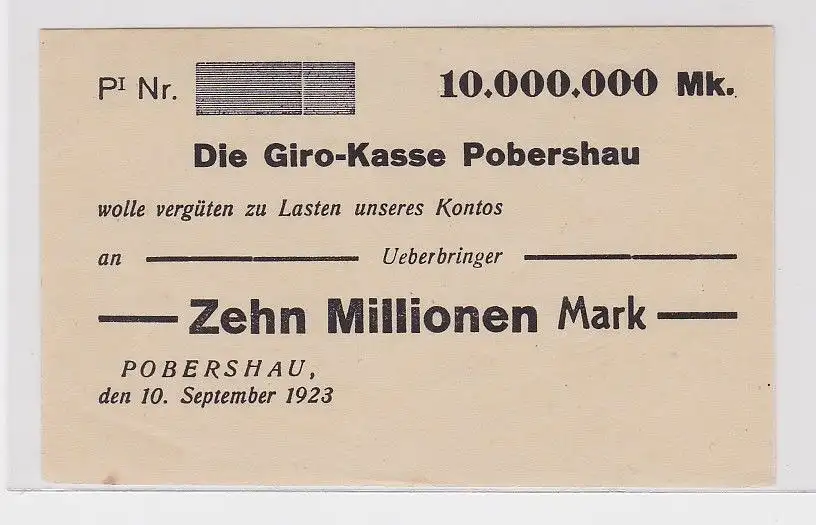 Pᴵ Nr. 10.000.000 Mk.
Die Giro-Kasse Pobershau
wolle vergüten zu Lasten unseres Kontos
an Ueberbringer
Zehn Millionen Mark
POBERSHAU,
den 10. September 1923